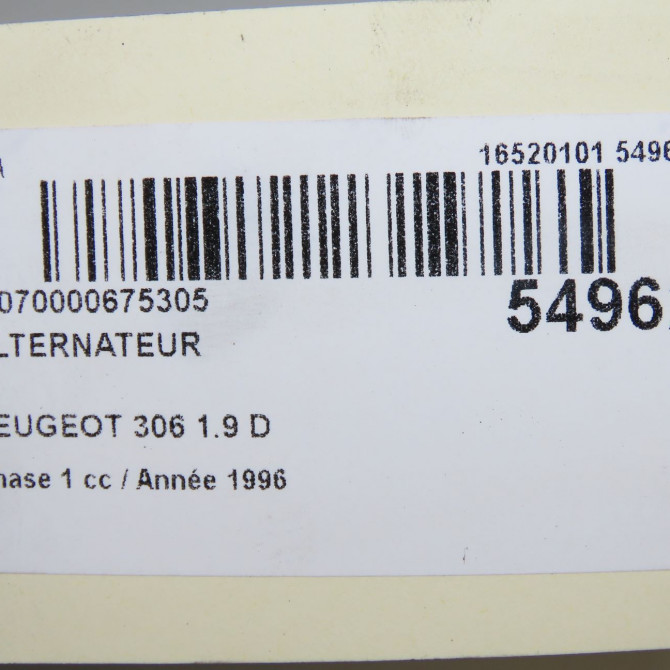 16520101 5496
070000675305
5496
LTERNATEUR
EUGEOT 306 1.9 D
hase 1 cc / Année 1996